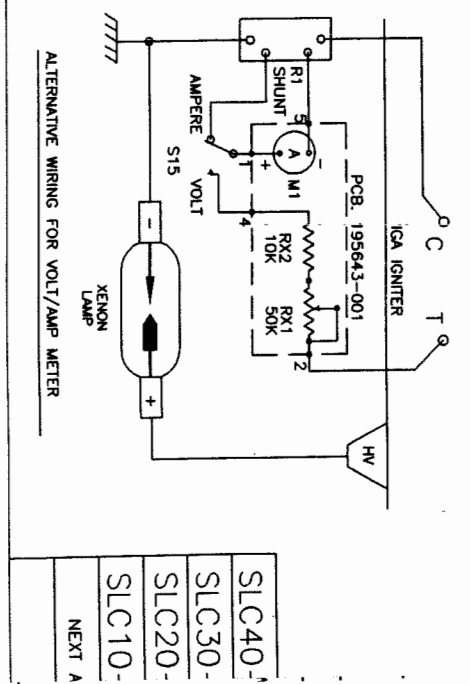 IGA IGNITER
C T
HV
PCB. 195643-001
R1
SHUNT
5
A
-
+
M1
1
AMPERE
S15
VOLT
4
RX2
10K
RX1
50K
2
- +
XENON
LAMP
ALTERNATIVE WIRING FOR VOLT/AMP METER
SLC40-
SLC30-
SLC20-
SLC10-
NEXT A